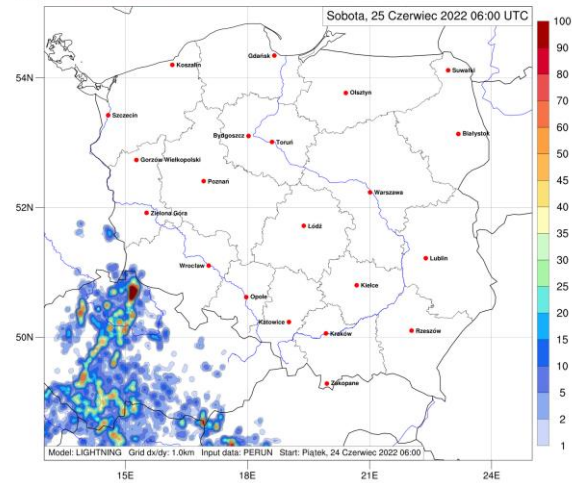 Sobota, 25 Czerwiec 2022 06:00 UTC
100
90
80
70
60
50
45
40
35
30
25
20
15
10
5
2
1
54N
52N
50N
15E
18E
21E
24E
Gdańsk
Koszalin
Suwałki
Olsztyn
Szczecin
Bydgoszcz
Toruń
Białystok
Gorzów Wielkopolski
Poznań
Warszawa
Zielona Góra
Łódź
Wrocław
Lublin
Opole
Kielce
Katowice
Kraków
Rzeszów
Zakopane
Model: LIGHTNING Grid dx/dy: 1.0km Input data: PERUN Start: Piątek, 24 Czerwiec 2022 06:00